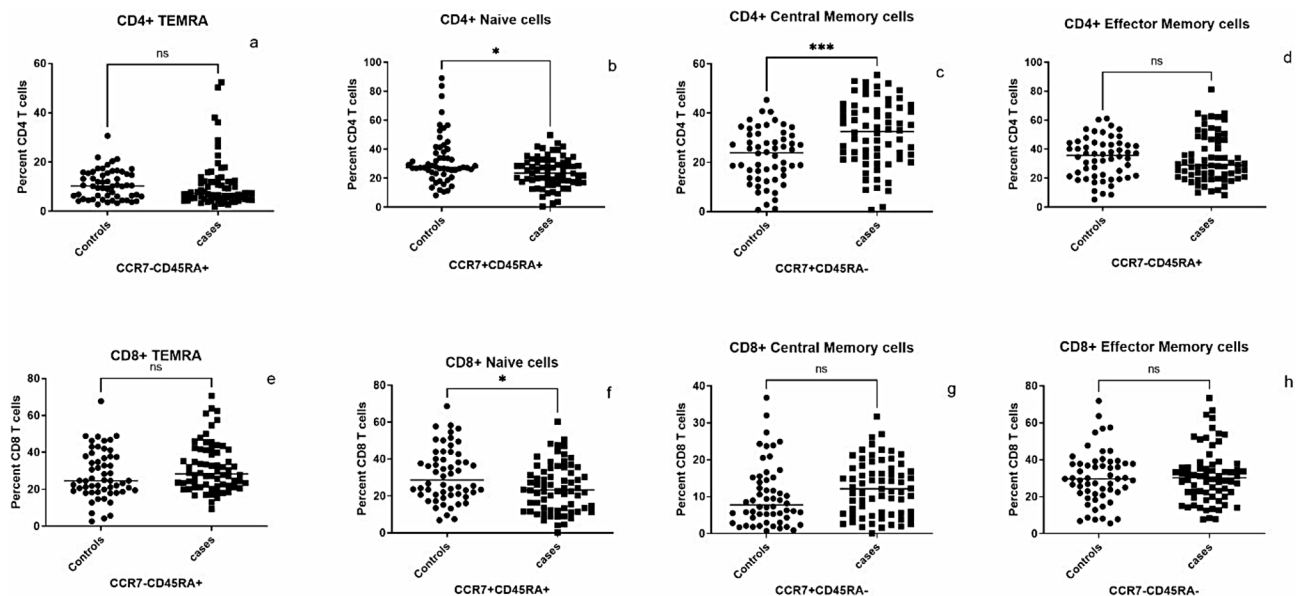 CD4+ TEMRA
a
ns
Percent CD4 T cells
60
40
20
0
Controls
cases
CCR7-CD45RA+
CD4+ Naive cells
b
*
Percent CD4 T cells
100
80
60
40
20
0
Controls
cases
CCR7+CD45RA+
CD4+ Central Memory cells
c
***
Percent CD4 T cells
60
40
20
0
Controls
cases
CCR7+CD45RA-
CD4+ Effector Memory cells
d
ns
Percent CD4 T cells
100
80
60
40
20
0
Controls
cases
CCR7-CD45RA+
CD8+ TEMRA
e
ns
Percent CD8 T cells
80
60
40
20
0
Controls
cases
CCR7-CD45RA+
CD8+ Naive cells
f
*
Percent CD8 T cells
80
60
40
20
0
Controls
cases
CCR7+CD45RA+
CD8+ Central Memory cells
g
ns
Percent CD8 T cells
40
30
20
10
0
Controls
cases
CCR7+CD45RA-
CD8+ Effector Memory cells
h
ns
Percent CD8 T cells
80
60
40
20
0
Controls
cases
CCR7-CD45RA-